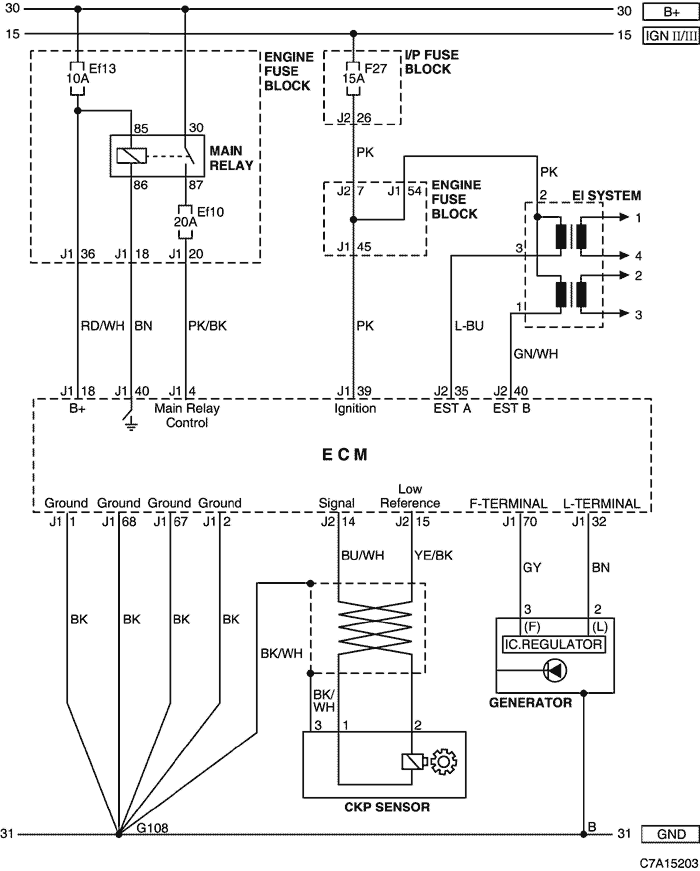 30
30 B+
15
15 IGN II/III
Ef13
10A
ENGINE
FUSE
BLOCK
I/P FUSE
BLOCK
F27
15A
J2 26
85
30
MAIN
RELAY
86
87
Ef10
20A
PK
PK
J2 7
J1 54
ENGINE
FUSE
BLOCK
2
EI SYSTEM
1
4
2
3
3
1
J1 36
J1 18
J1 20
J1 45
RD/WH
BN
PK/BK
PK
L-BU
GN/WH
J1 18
J1 40
J1 4
J1 39
J2 35
J2 40
B+
Main Relay
Control
Ignition
EST A
EST B
ECM
Ground
Ground
Ground
Ground
Signal
Low
Reference
F-TERMINAL
L-TERMINAL
J1 1
J1 68
J1 67
J1 2
J2 14
J2 15
J1 70
J1 32
BU/WH
YE/BK
GY
BN
BK
BK
BK
BK
BK/WH
3
2
(F)
(L)
IC.REGULATOR
GENERATOR
BK/
WH
3
1
2
CKP SENSOR
G108
B
31
31 GND
C7A15203